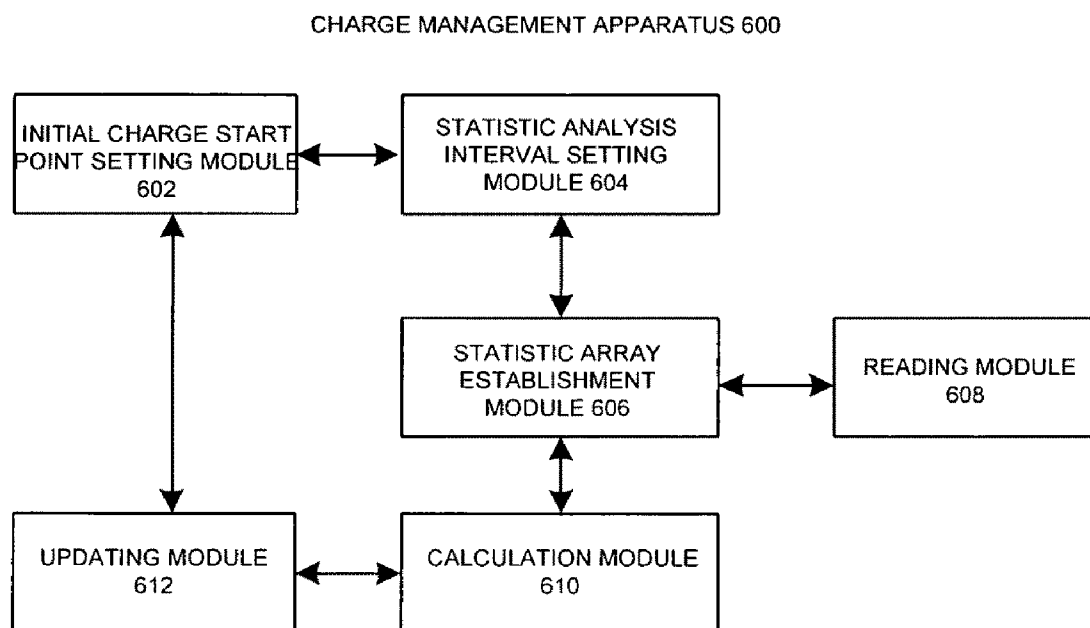 CHARGE MANAGEMENT APPARATUS 600
INITIAL CHARGE START
POINT SETTING MODULE
602
STATISTIC ANALYSIS
INTERVAL SETTING
MODULE 604
STATISTIC ARRAY
ESTABLISHMENT
MODULE 606
READING MODULE
608
UPDATING MODULE
612
CALCULATION MODULE
610